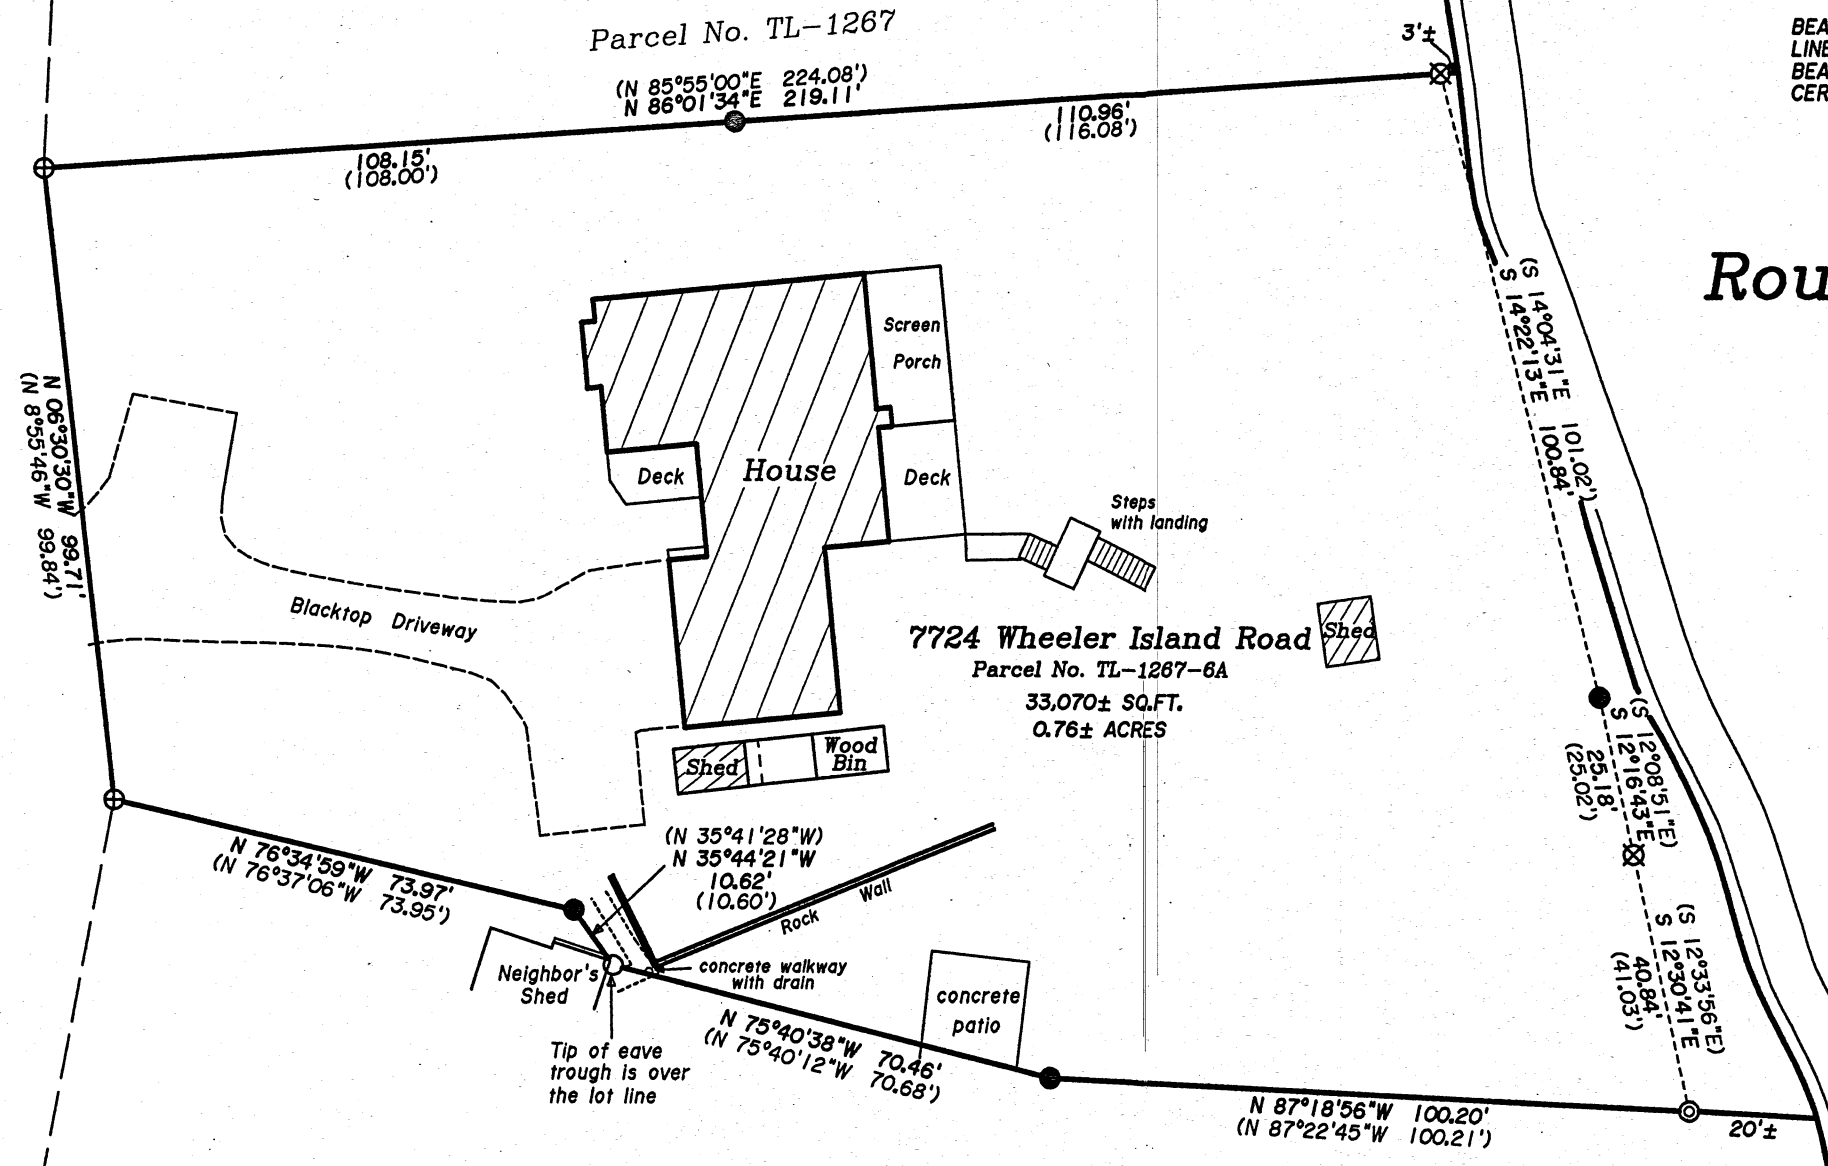 Parcel No. TL-1267
(N 85°55'00"E 224.08')
N 86°01'34"E 219.11'
3'±
BEA
LINE
BEA
CER
108.15'
(108.00')
110.96'
(116.08')
Rou
Screen
Porch
(S 14°04'31"E 101.02')
S 14°22'13"E 100.84'
N 06°30'30"W 99.71'
(N 8°55'46"W 99.84')
Deck
House
Deck
Steps
with landing
Blacktop Driveway
7724 Wheeler Island Road
Parcel No. TL-1267-6A
33,070± SQ.FT.
0.76± ACRES
Shed
Shed
Wood
Bin
(S 12°08'51"E)
S 12°16'43"E
25.18'
(25.02')
N 76°34'59"W 73.97'
(N 76°37'06"W 73.95')
(N 35°41'28"W)
N 35°44'21"W
10.62'
(10.60')
Rock Wall
Neighbor's
Shed
concrete walkway
with drain
concrete
patio
(S 12°33'56"E)
S 12°30'41"E
40.84'
(41.03')
Tip of eave
trough is over
the lot line
N 75°40'38"W 70.46'
(N 75°40'12"W 70.68')
N 87°18'56"W 100.20'
(N 87°22'45"W 100.21')
20'±